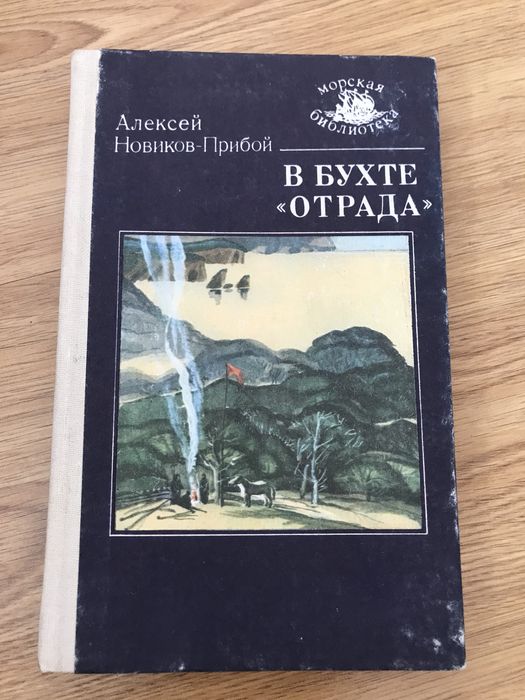 морская
библиотека
Алексей
Новиков-Прибой
В БУХТЕ
«ОТРАДА»